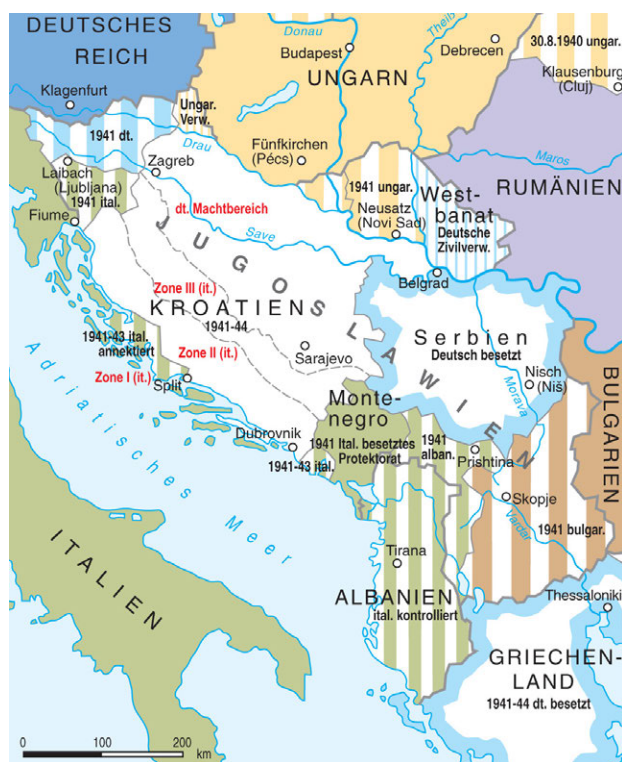 DEUTSCHES
REICH
Donau
Budapest
UNGARN
Theiß
Debrecen
30.8.1940 ungar.
Klausenburg
(Cluj)
Klagenfurt
1941 dt.
Ungar.
Verw.
Drau
Fünfkirchen
(Pécs)
Maros
RUMÄNIEN
Laibach
(Ljubljana)
1941 ital.
Zagreb
Fiume
dt. Machtbereich
Save
1941 ungar.
Neusatz
(Novi Sad)
West-
banat
Deutsche
Zivilverw.
Belgrad
JUGOSLAWIEN
Zone III (it.)
KROATIEN
1941-44
Sarajevo
Serbien
Deutsch besetzt
Nisch
(Niš)
Morava
BULGARIEN
1941-43 ital.
annektiert
Zone II (it.)
Zone I (it.)
Split
Adriatisches Meer
Dubrovnik
1941-43 ital.
Monte-
negro
1941 Ital. besetztes
Protektorat
1941
alban.
Prishtina
Skopje
Vardar
1941 bulgar.
Tirana
ALBANIEN
ital. kontrolliert
ITALIEN
Thessaloniki
GRIECHEN-
LAND
1941-44 dt. besetzt
0 100 200
km